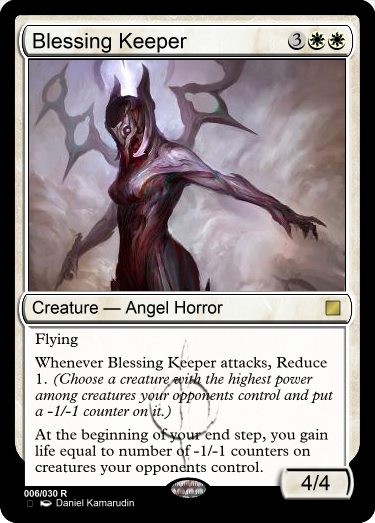 Blessing Keeper 3
Creature — Angel Horror
Flying
Whenever Blessing Keeper attacks, Reduce
1. (Choose a creature with the highest power
among creatures your opponents control and put
a -1/-1 counter on it.)
At the beginning of your end step, you gain
life equal to number of -1/-1 counters on
creatures your opponents control.
4/4
006/030 R
Daniel Kamarudin